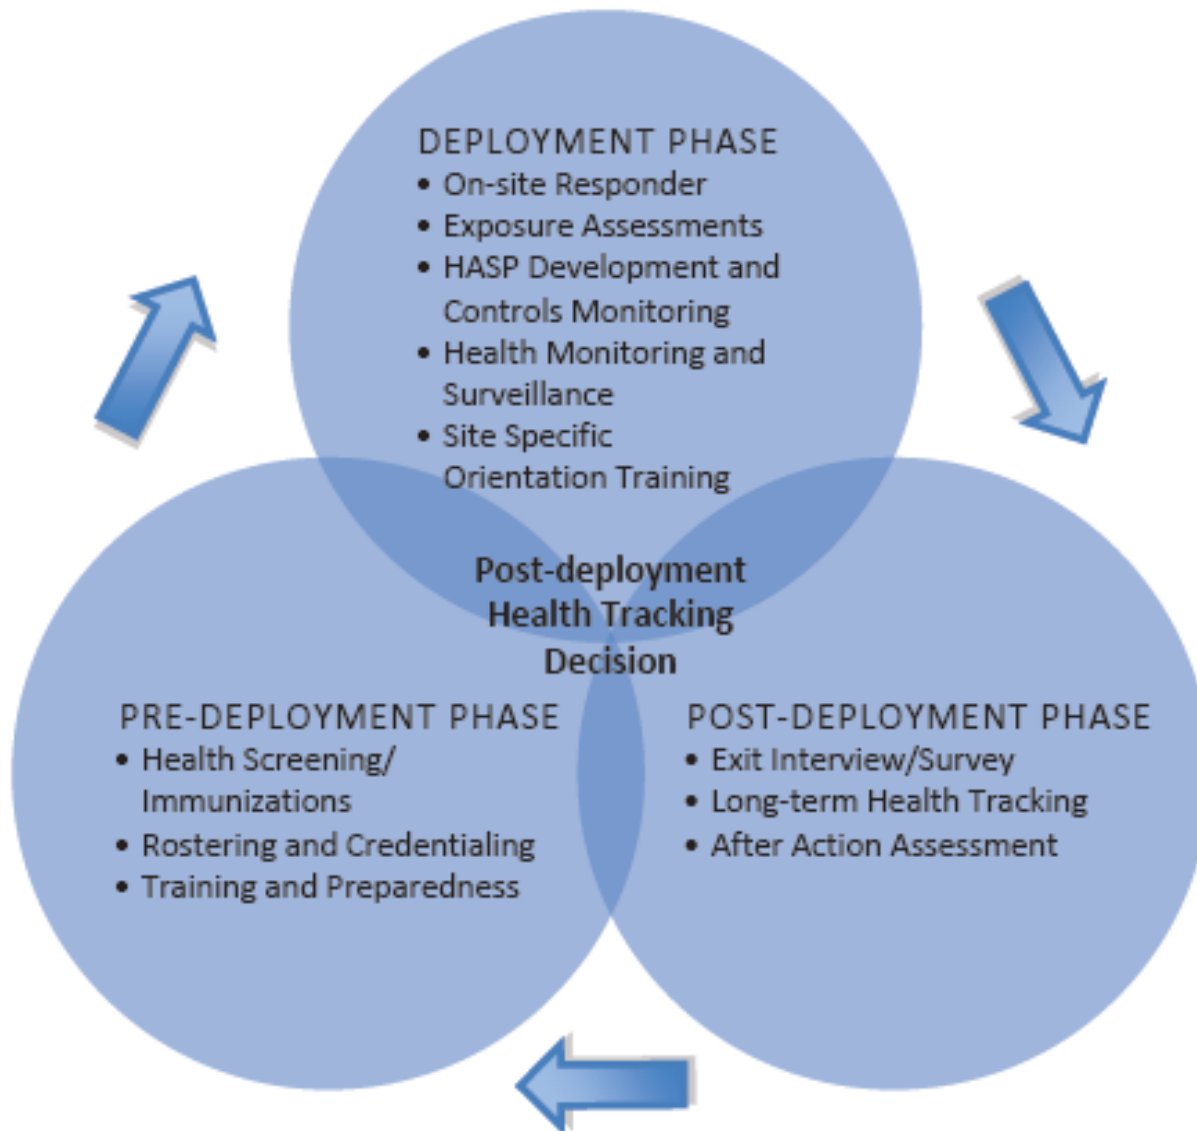 DEPLOYMENT PHASE
• On-site Responder
• Exposure Assessments
• HASP Development and
Controls Monitoring
• Health Monitoring and
Surveillance
• Site Specific
Orientation Training
Post-deployment
Health Tracking
Decision
PRE-DEPLOYMENT PHASE
• Health Screening/
Immunizations
• Rostering and Credentialing
• Training and Preparedness
POST-DEPLOYMENT PHASE
• Exit Interview/Survey
• Long-term Health Tracking
• After Action Assessment